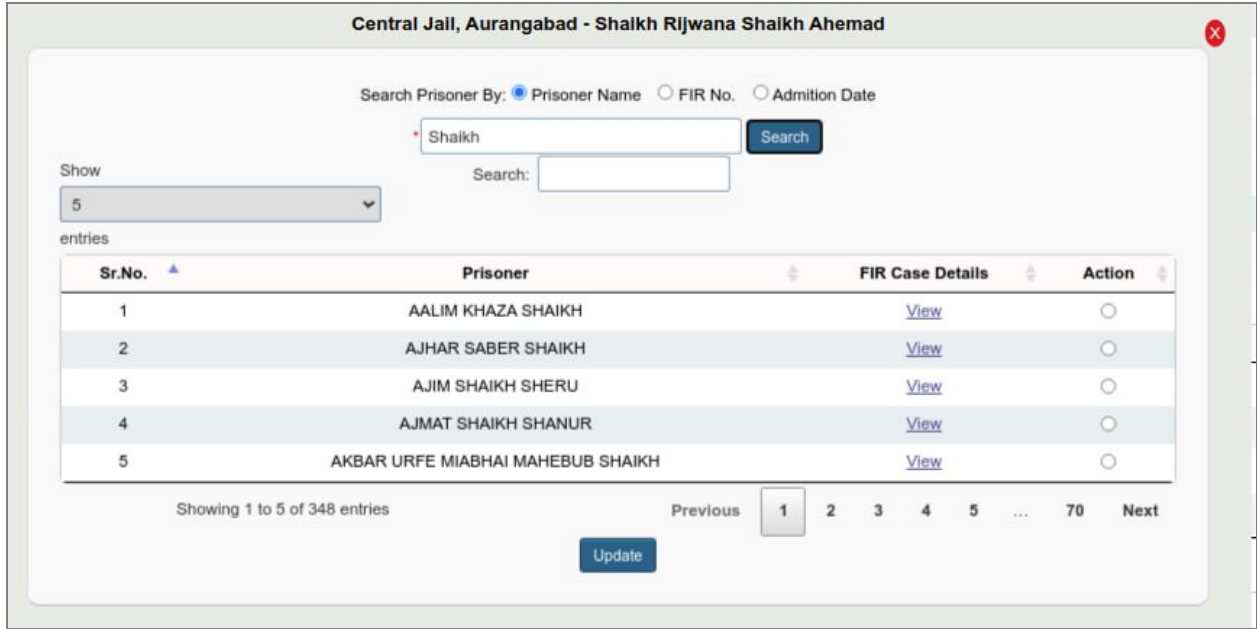 Central Jail, Aurangabad - Shaikh Rijwana Shaikh Ahemad
X
Search Prisoner By: Prisoner Name FIR No. Admition Date
* Shaikh Search
Show
Search:
5
entries
Sr.No. Prisoner FIR Case Details Action
1 AALIM KHAZA SHAIKH View
2 AJHAR SABER SHAIKH View
3 AJIM SHAIKH SHERU View
4 AJMAT SHAIKH SHANUR View
5 AKBAR URFE MIABHAI MAHEBUB SHAIKH View
Showing 1 to 5 of 348 entries Previous 1 2 3 4 5 ... 70 Next
Update